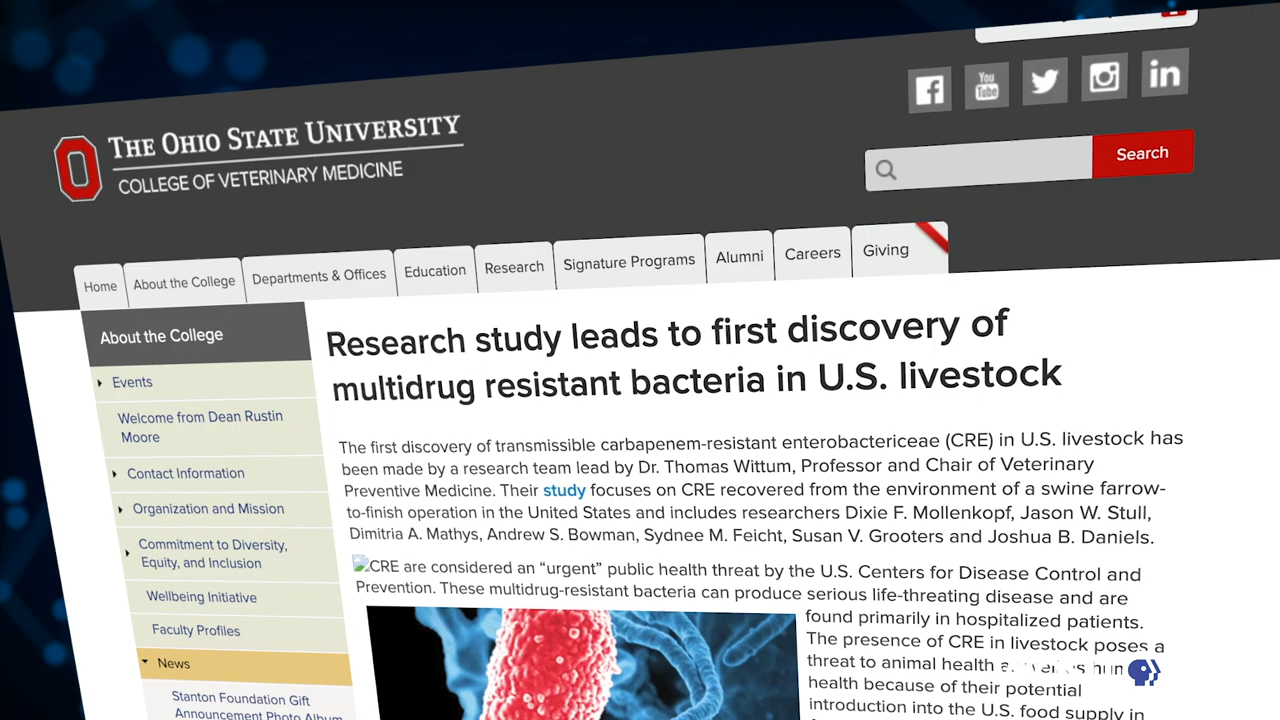 THE OHIO STATE UNIVERSITY
COLLEGE OF VETERINARY MEDICINE
You
Tube
in
Search
Home
About the College
Departments & Offices
Education
Research
Signature Programs
Alumni
Careers
Giving
About the College
Events
Welcome from Dean Rustin
Moore
Contact Information
Organization and Mission
Commitment to Diversity,
Equity, and Inclusion
Wellbeing Initiative
Faculty Profiles
News
Stanton Foundation Gift
Announcement Photo Album
Research study leads to first discovery of
multidrug resistant bacteria in U.S. livestock
The first discovery of transmissible carbapenem-resistant enterobactericeae (CRE) in U.S. livestock has
been made by a research team lead by Dr. Thomas Wittum, Professor and Chair of Veterinary
Preventive Medicine. Their study focuses on CRE recovered from the environment of a swine farrow-
to-finish operation in the United States and includes researchers Dixie F. Mollenkopf, Jason W. Stull,
Dimitria A. Mathys, Andrew S. Bowman, Sydnee M. Feicht, Susan V. Grooters and Joshua B. Daniels.
CRE are considered an “urgent” public health threat by the U.S. Centers for Disease Control and
Prevention. These multidrug-resistant bacteria can produce serious life-threatening disease and are
found primarily in hospitalized patients.
The presence of CRE in livestock poses a
threat to animal health
health because of their potential
introduction into the U.S. food supply in